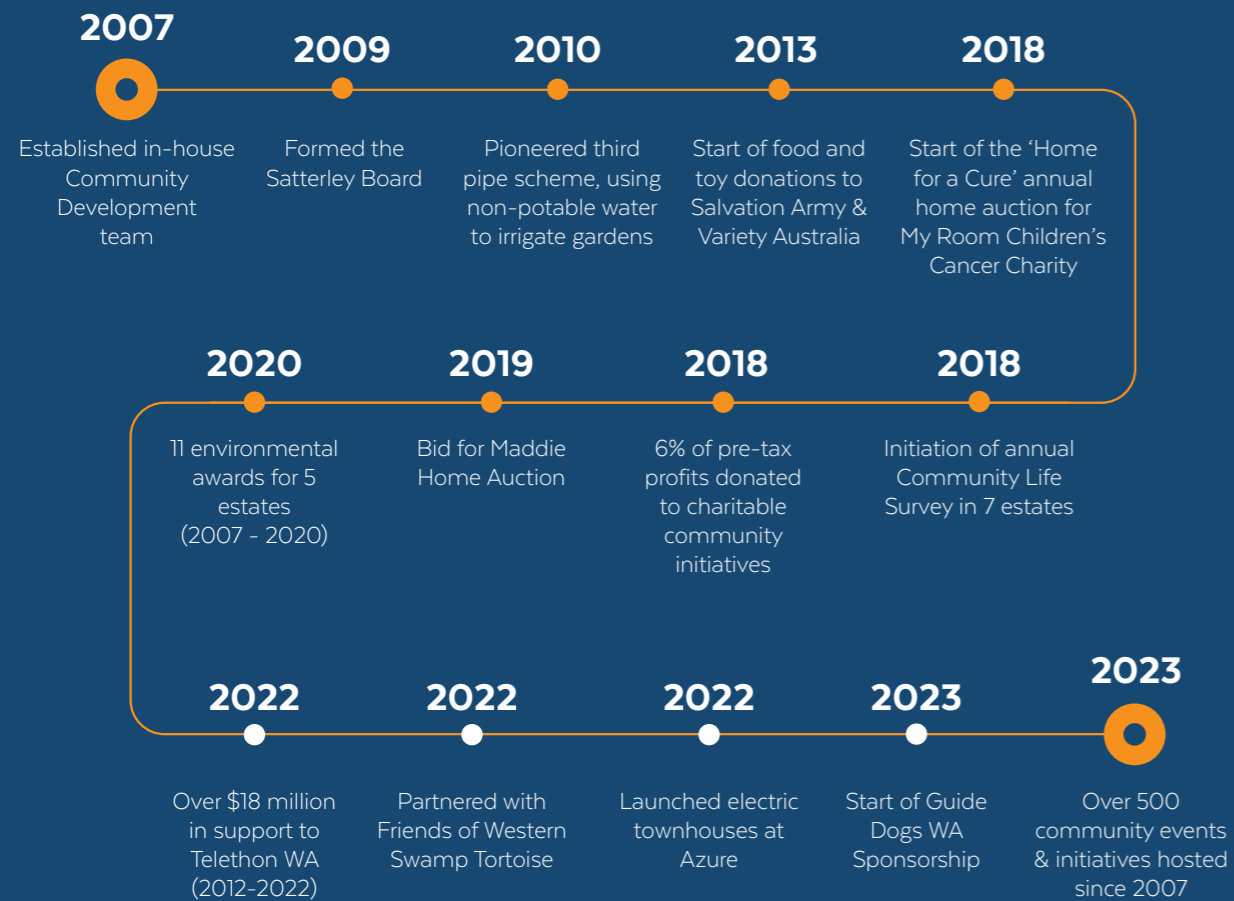 2007
Established in-house
Community
Development
team
2009
Formed the
Satterley Board
2010
Pioneered third
pipe scheme, using
non-potable water
to irrigate gardens
2013
Start of food and
toy donations to
Salvation Army &
Variety Australia
2018
Start of the ‘Home
for a Cure’ annual
home auction for
My Room Children’s
Cancer Charity
2018
Initiation of annual
Community Life
Survey in 7 estates
2018
6% of pre-tax
profits donated
to charitable
community
initiatives
2019
Bid for Maddie
Home Auction
2020
11 environmental
awards for 5
estates
(2007 - 2020)
2022
Over $18 million
in support to
Telethon WA
(2012-2022)
2022
Partnered with
Friends of Western
Swamp Tortoise
2022
Launched electric
townhouses at
Azure
2023
Start of Guide
Dogs WA
Sponsorship
2023
Over 500
community events
& initiatives hosted
since 2007